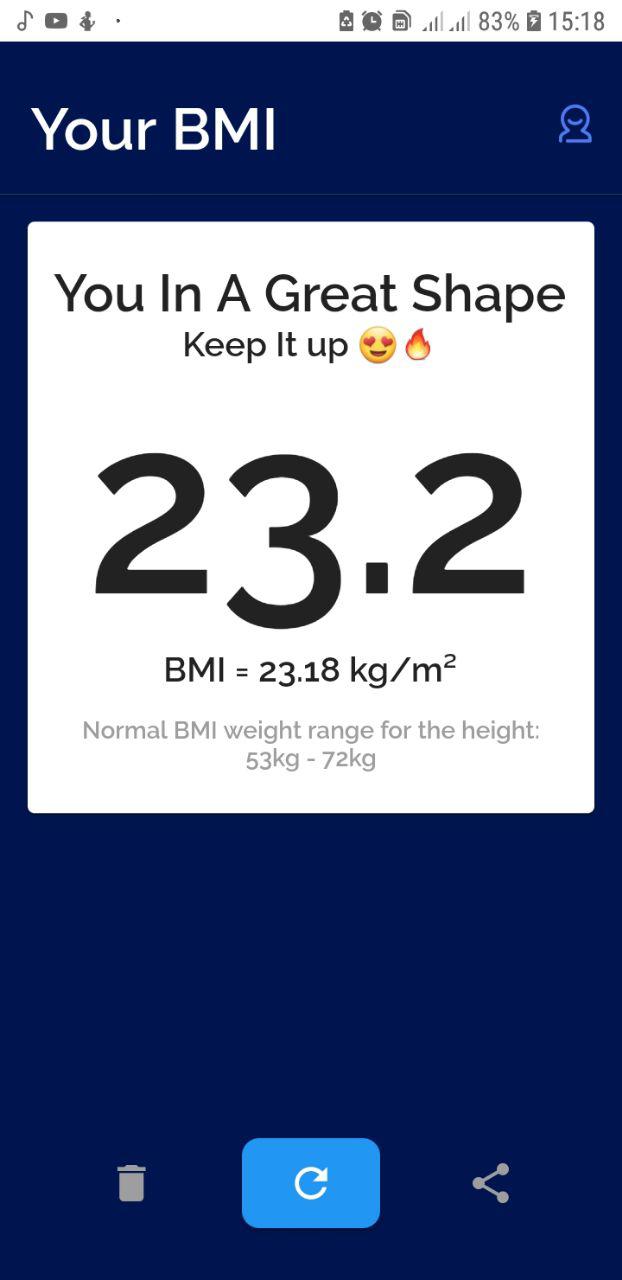 83% 15:18
Your BMI
You In A Great Shape
Keep It up 😍🔥
23.2
BMI = 23.18 kg/m²
Normal BMI weight range for the height:
53kg - 72kg